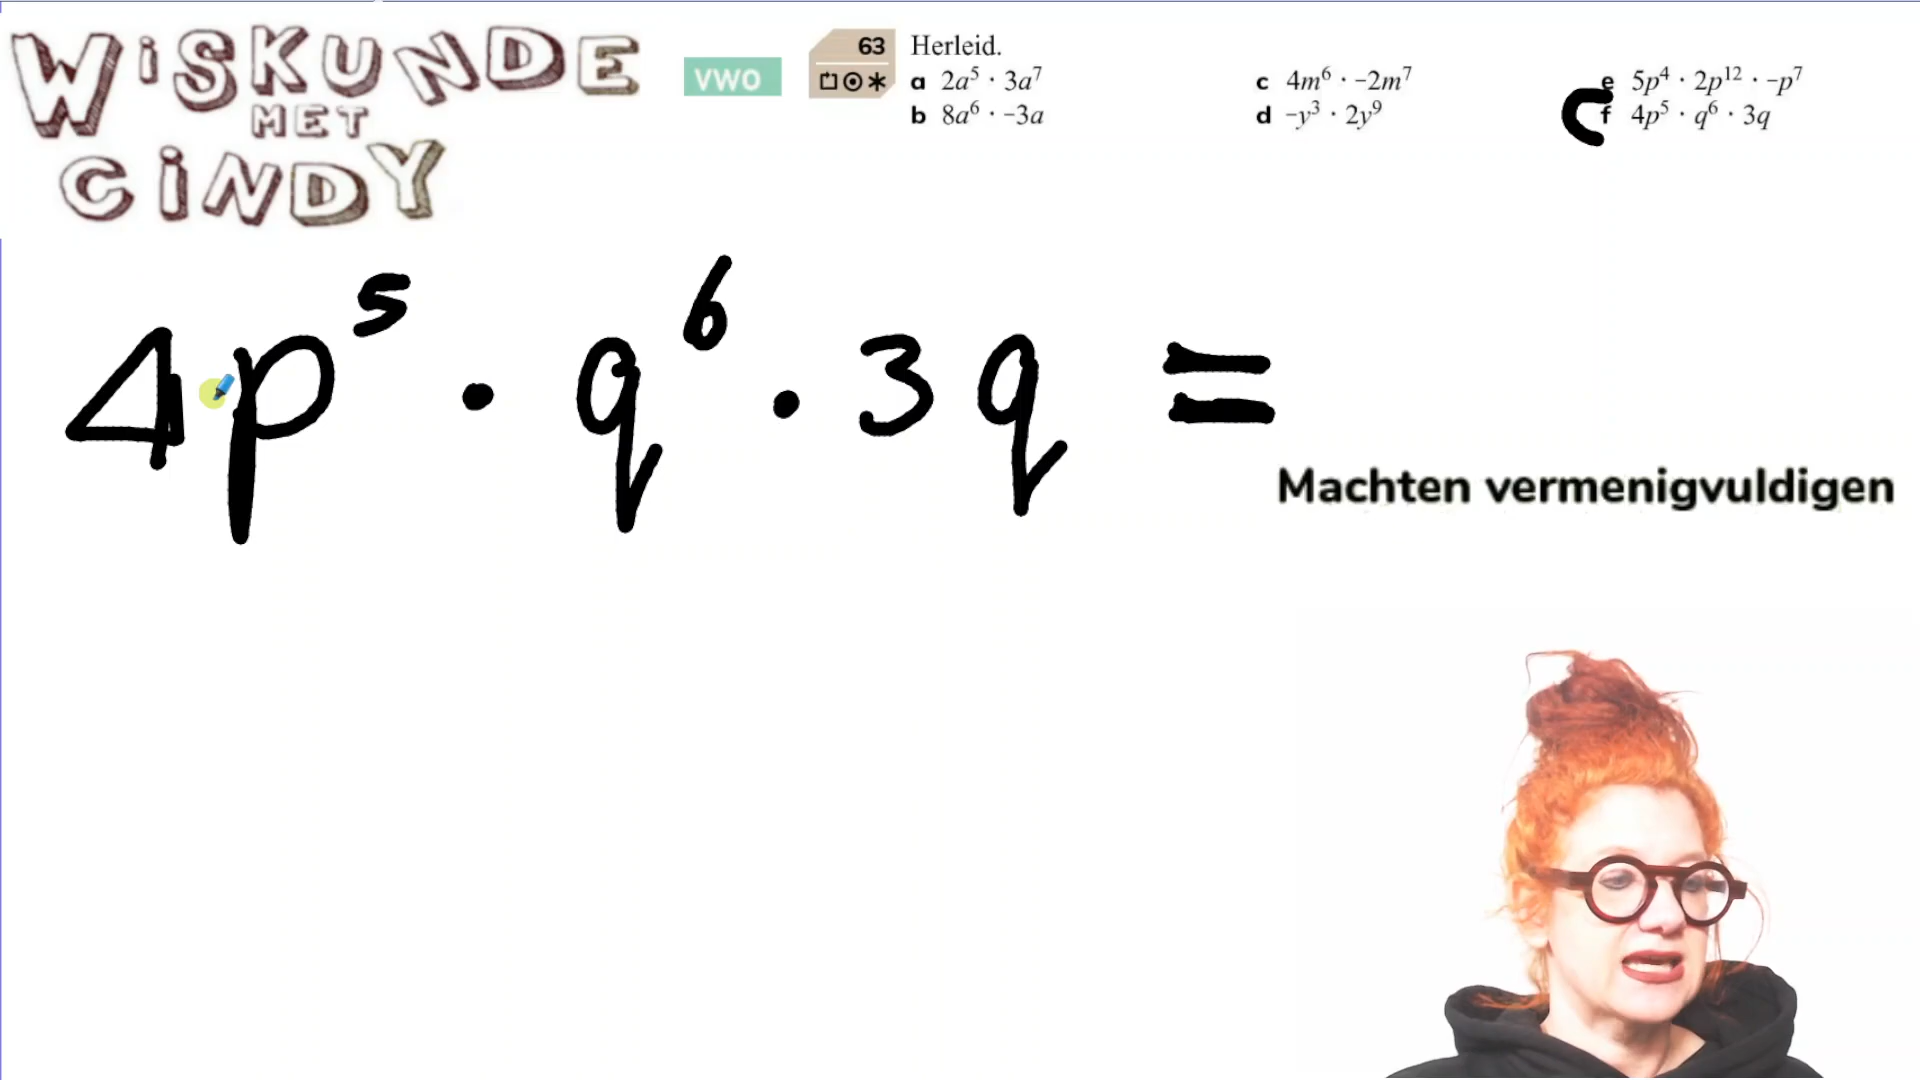 WiSKUNDE
MET
CiNDY
VWO
63 Herleid.
a 2a⁵ · 3a⁷
b 8a⁶ · −3a
c 4m⁶ · −2m⁷
d −y³ · 2y⁹
e 5p⁴ · 2p¹² · −p⁷
f 4p⁵ · q⁶ · 3q
4p⁵ · q⁶ · 3q =
Machten vermenigvuldigen